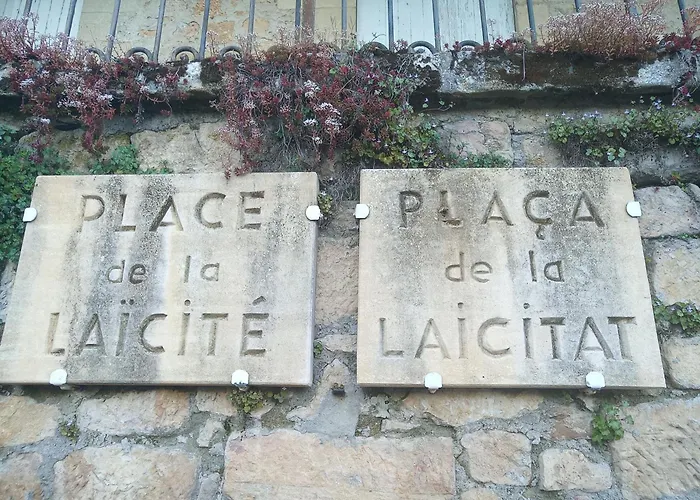 PLACE
de la
LAÏCITÉ
PLAÇA
de la
LAICITAT